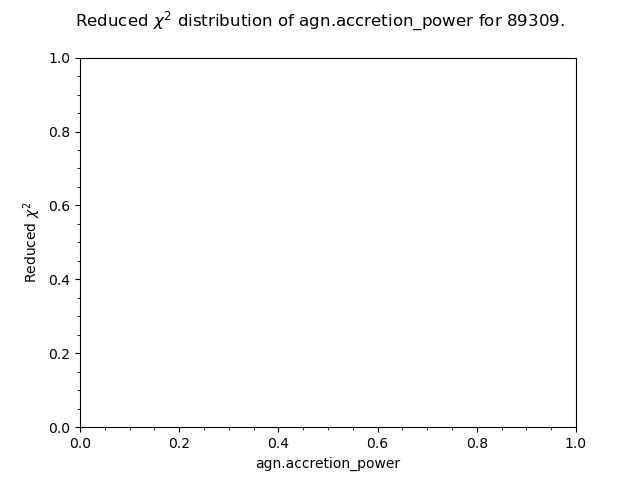 Reduced χ² distribution of agn.accretion_power for 89309.
1.0
0.8
0.6
0.4
0.2
0.0
Reduced χ²
0.0 0.2 0.4 0.6 0.8 1.0
agn.accretion_power